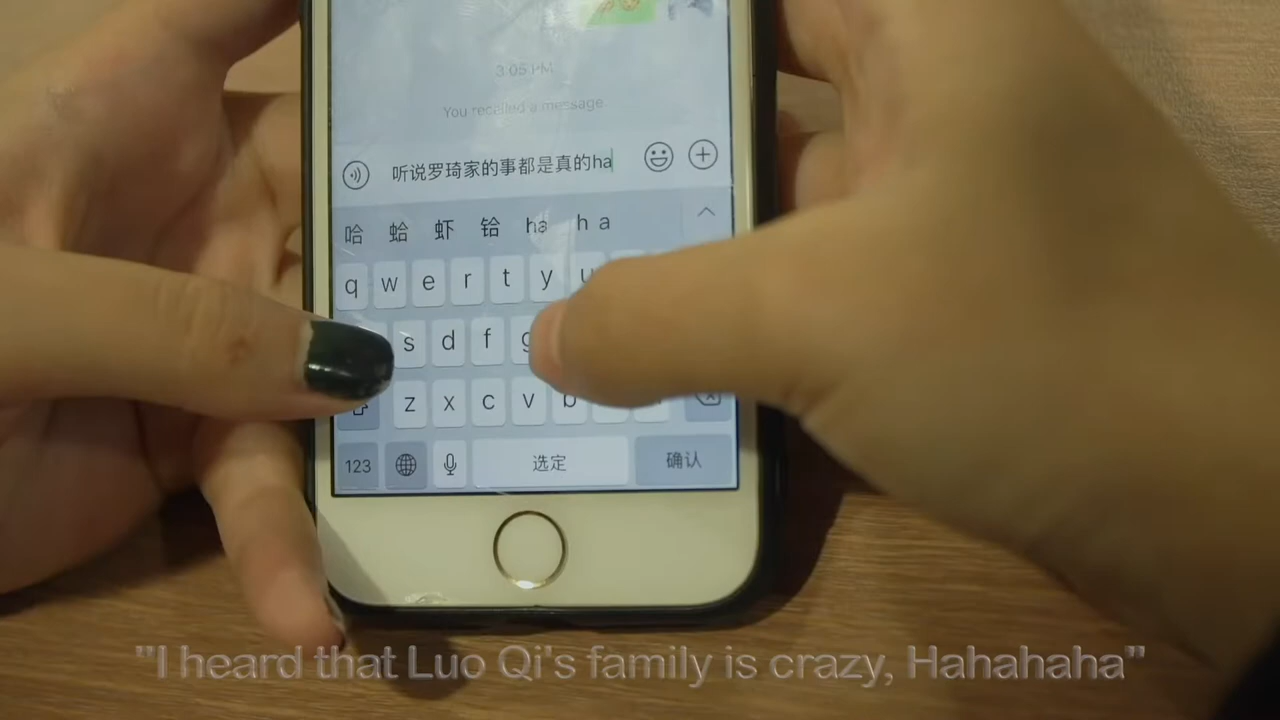 3:05 PM
You recalled a message
听说罗琦家的事都是真的ha
哈 蛤 虾 铪 ha h a
q w e r t y u
s d f g
z x c v b
123 选定 确认
"I heard that Luo Qi's family is crazy, Hahahaha"